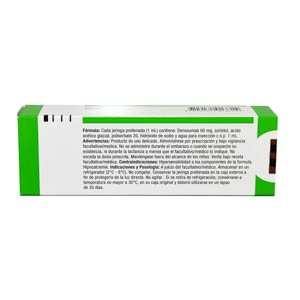 Fórmula: Cada jeringa prellenada (1 mL) contiene: Denosumab 60 mg, sorbitol, ácido
acético glacial, polisorbato 20, hidróxido de sodio y agua para inyección c.s.p. 1 mL.
Advertencias: Producto de uso delicado. Adminístrese por prescripción y bajo vigilancia
facultativa/médica. No se administre durante el embarazo o cuando se sospeche su
existencia, ni durante la lactancia a menos que el facultativo/médico lo indique. No
exceda la dosis prescrita. Manténgase fuera del alcance de los niños. Venta bajo receta
facultativa/médica. Contraindicaciones: Hipersensibilidad a los componentes de la fórmula.
Hipocalcemia. Indicaciones y Posología: A juicio del facultativo/médico. Almacenar en
refrigeración (2°C - 8°C). No congelar. Conservar la jeringa prellenada en la caja externa a
fin de protegerla de la luz directa. No agitar. Si se retira de refrigeración, consérvese a
temperatura no mayor a 30°C, en su caja original y deberá utilizarse en un lapso
de 30 días.